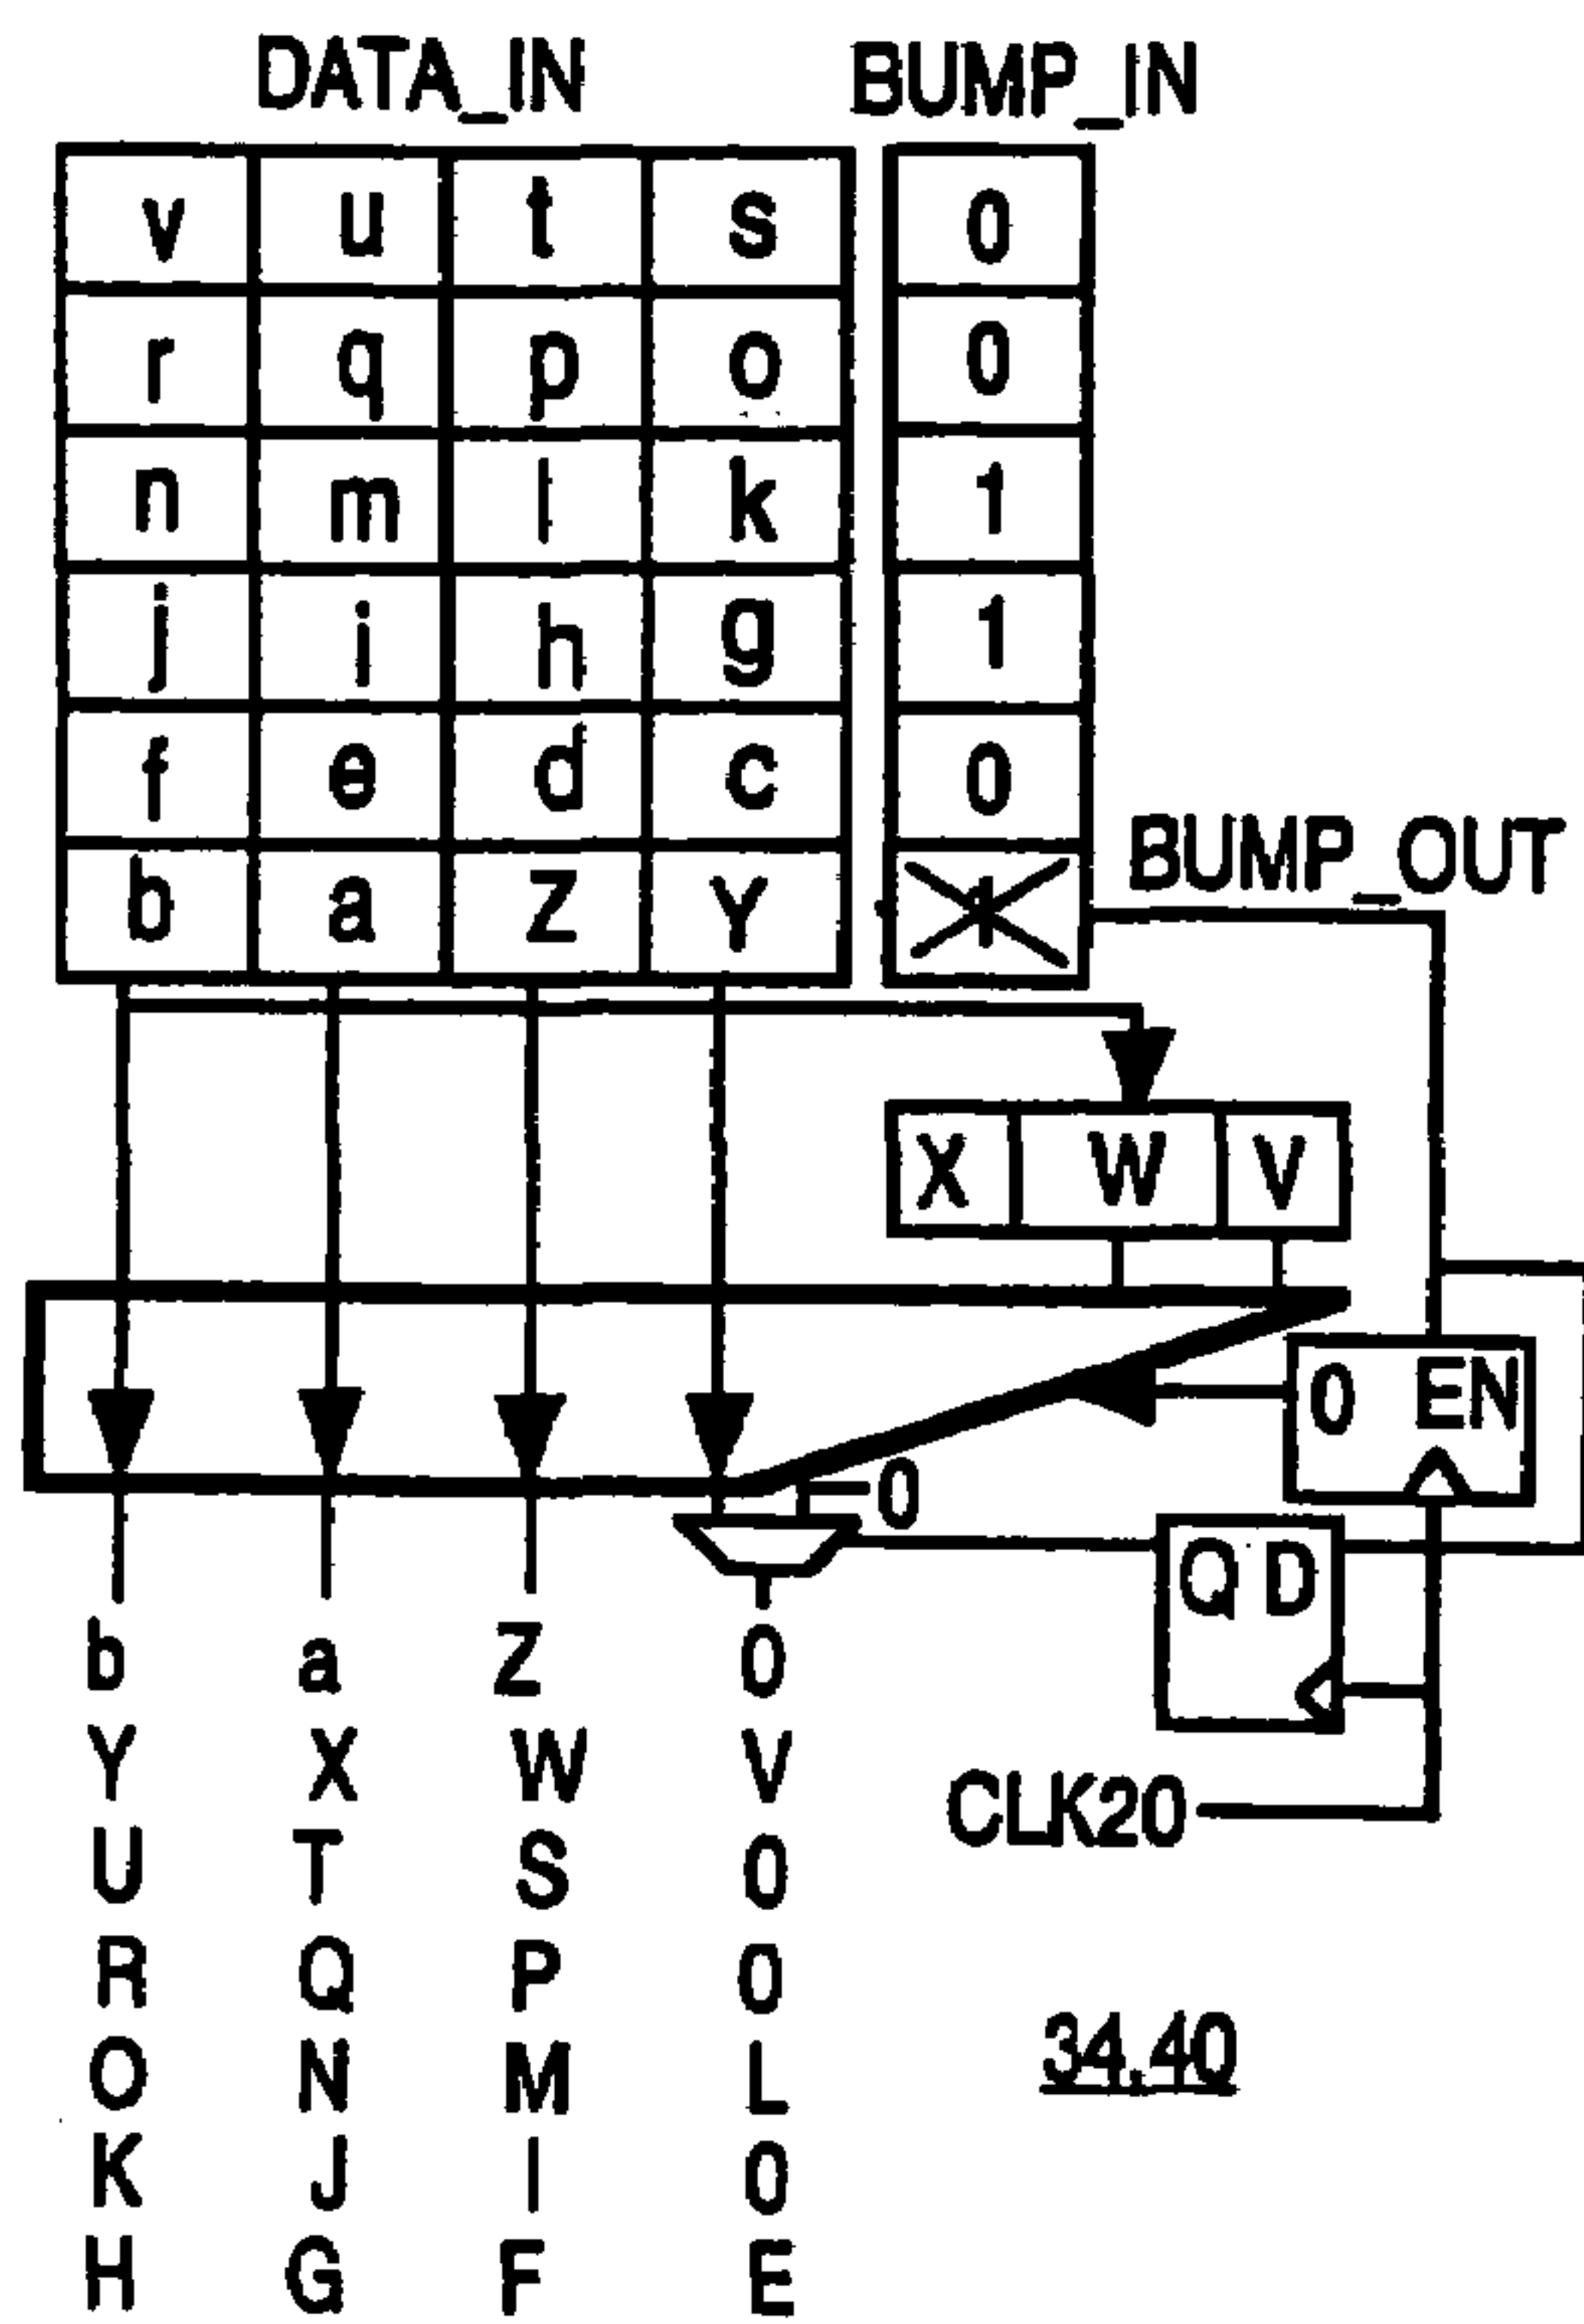 DATA_IN BUMP_IN
v u t s 0
r q p o 0
n m l k 1
j i h g 1
f e d c 0
b a Z Y
BUMP_OUT
X W V
0 EN
0
Q D
b a Z 0
Y X W V
CLK20
U T S 0
R Q P 0
O N M L
34.40
K J I 0
H G F E